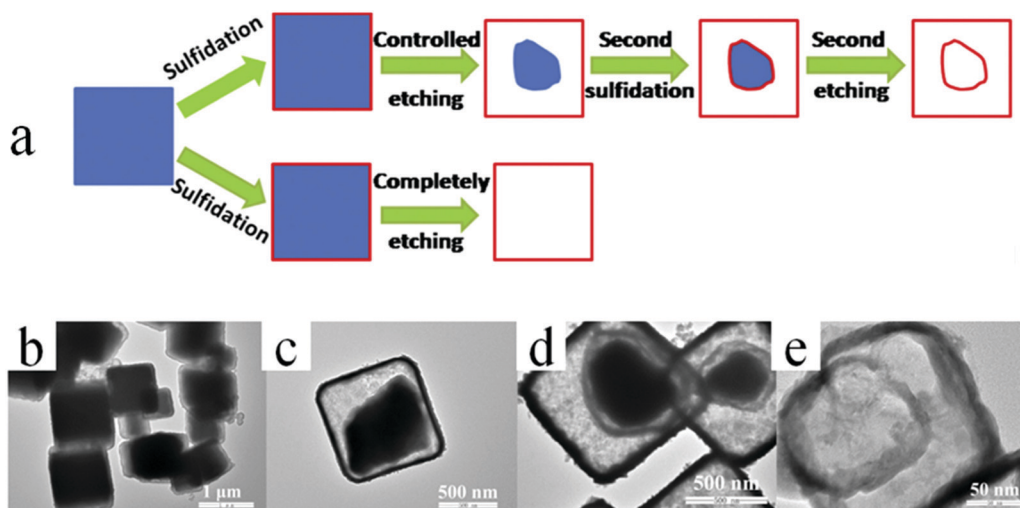 a
Sulfidation
Controlled
etching
Second
sulfidation
Second
etching
Sulfidation
Completely
etching
b
1 μm
c
500 nm
d
500 nm
e
50 nm